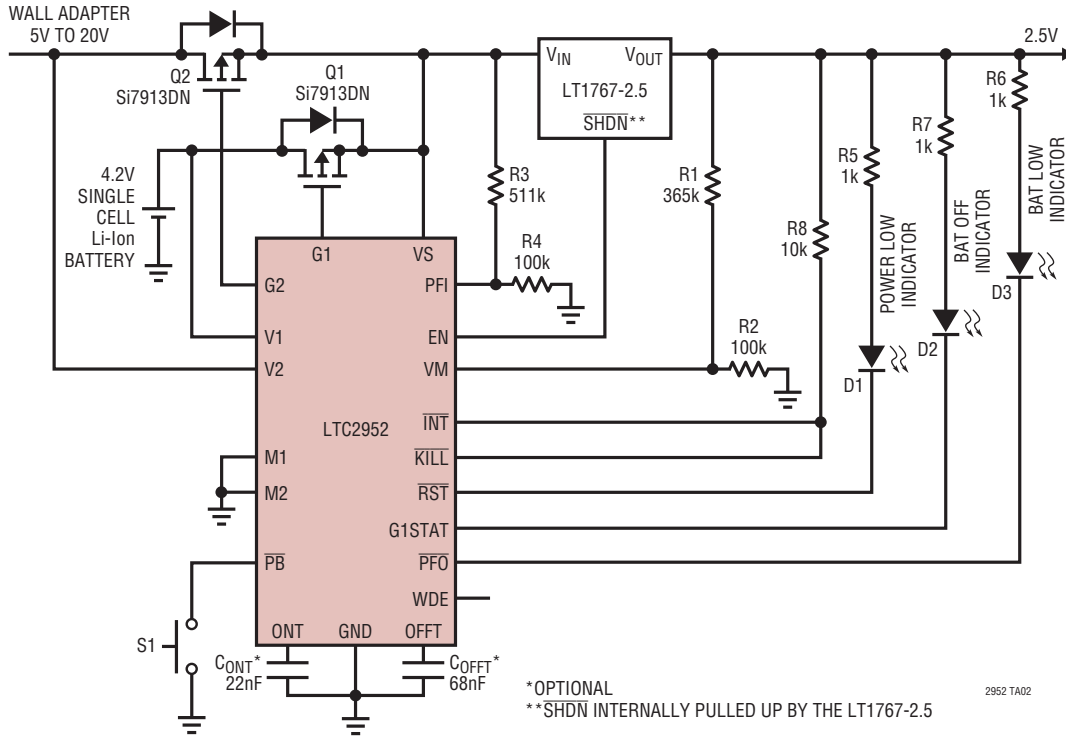 WALL ADAPTER
5V TO 20V
Q2
Si7913DN
Q1
Si7913DN
4.2V
SINGLE
CELL
Li-Ion
BATTERY
VIN
VOUT
LT1767-2.5
SHDN**
2.5V
R3
511k
R4
100k
R1
365k
R2
100k
R8
10k
R5
1k
R7
1k
R6
1k
POWER LOW
INDICATOR
BAT OFF
INDICATOR
BAT LOW
INDICATOR
D1
D2
D3
G1
VS
G2
PFI
V1
EN
V2
VM
LTC2952
INT
M1
KILL
M2
RST
G1STAT
PB
PFO
WDE
ONT
GND
OFFT
S1
CONT*
22nF
COFFT*
68nF
*OPTIONAL
**SHDN INTERNALLY PULLED UP BY THE LT1767-2.5
2952 TA02